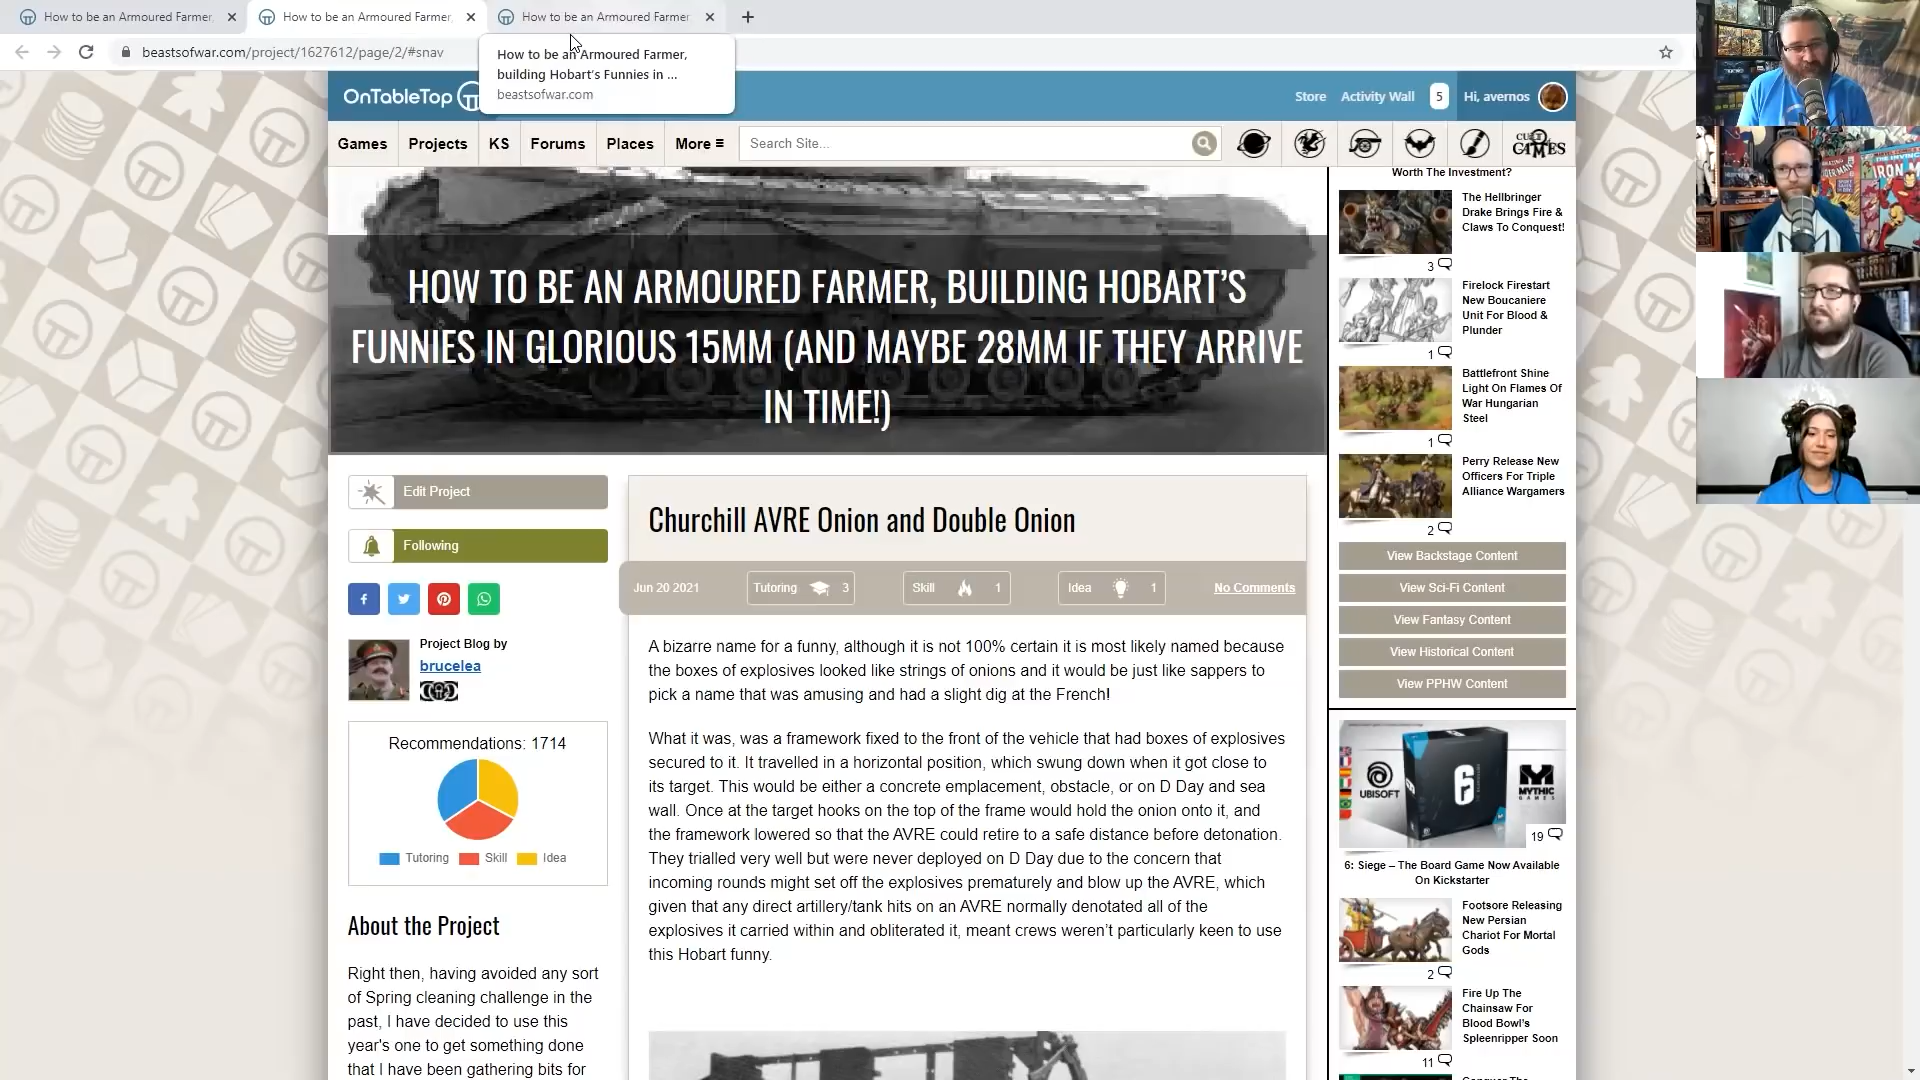 How to be an Armoured Farmer
How to be an Armoured Farmer
How to be an Armoured Farmer
beastsofwar.com/project/1627612/page/2/#snav
How to be an Armoured Farmer,
building Hobart's Funnies in ...
beastsofwar.com
OnTableTop
Store
Activity Wall
5
Hi, avernos
Games
Projects
KS
Forums
Places
More ≡
Search Site...
CULT OF GAMES
HOW TO BE AN ARMOURED FARMER, BUILDING HOBART'S
FUNNIES IN GLORIOUS 15MM (AND MAYBE 28MM IF THEY ARRIVE
IN TIME!)
Edit Project
Following
Project Blog by
brucelea
Recommendations: 1714
Tutoring
Skill
Idea
About the Project
Right then, having avoided any sort
of Spring cleaning challenge in the
past, I have decided to use this
year's one to get something done
that I have been gathering bits for
Churchill AVRE Onion and Double Onion
Jun 20 2021
Tutoring 3
Skill 1
Idea 1
No Comments
A bizarre name for a funny, although it is not 100% certain it is most likely named because
the boxes of explosives looked like strings of onions and it would be just like sappers to
pick a name that was amusing and had a slight dig at the French!
What it was, was a framework fixed to the front of the vehicle that had boxes of explosives
secured to it. It travelled in a horizontal position, which swung down when it got close to
its target. This would be either a concrete emplacement, obstacle, or on D Day and sea
wall. Once at the target hooks on the top of the frame would hold the onion onto it, and
the framework lowered so that the AVRE could retire to a safe distance before detonation.
They trialled very well but were never deployed on D Day due to the concern that
incoming rounds might set off the explosives prematurely and blow up the AVRE, which
given that any direct artillery/tank hits on an AVRE normally denotated all of the
explosives it carried within and obliterated it, meant crews weren't particularly keen to use
this Hobart funny.
Worth The Investment?
The Hellbringer
Drake Brings Fire &
Claws To Conquest!
3
Firelock Firestart
New Boucaniere
Unit For Blood &
Plunder
1
Battlefront Shine
Light On Flames Of
War Hungarian
Steel
1
Perry Release New
Officers For Triple
Alliance Wargamers
2
View Backstage Content
View Sci-Fi Content
View Fantasy Content
View Historical Content
View PPHW Content
UBISOFT
6
MYTHIC
GAMES
19
6: Siege – The Board Game Now Available
On Kickstarter
Footsore Releasing
New Persian
Chariot For Mortal
Gods
2
Fire Up The
Chainsaw For
Blood Bowl's
Spleenripper Soon
11
IRON M